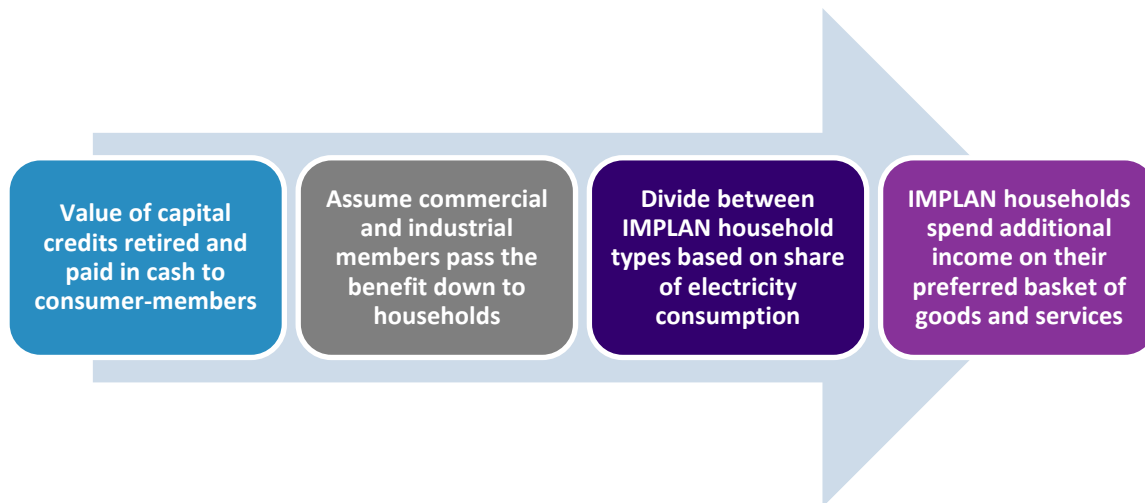 Value of capital
credits retired and
paid in cash to
consumer-members
Assume commercial
and industrial
members pass the
benefit down to
households
Divide between
IMPLAN household
types based on share
of electricity
consumption
IMPLAN households
spend additional
income on their
preferred basket of
goods and services